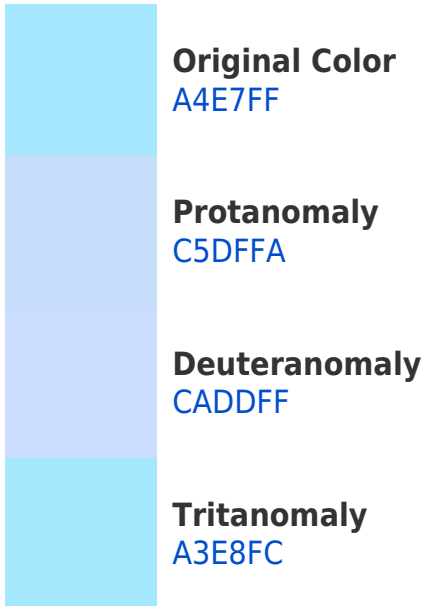 Original Color
A4E7FF
Protanomaly
C5DFFA
Deuteranomaly
CADDFF
Tritanomaly
A3E8FC